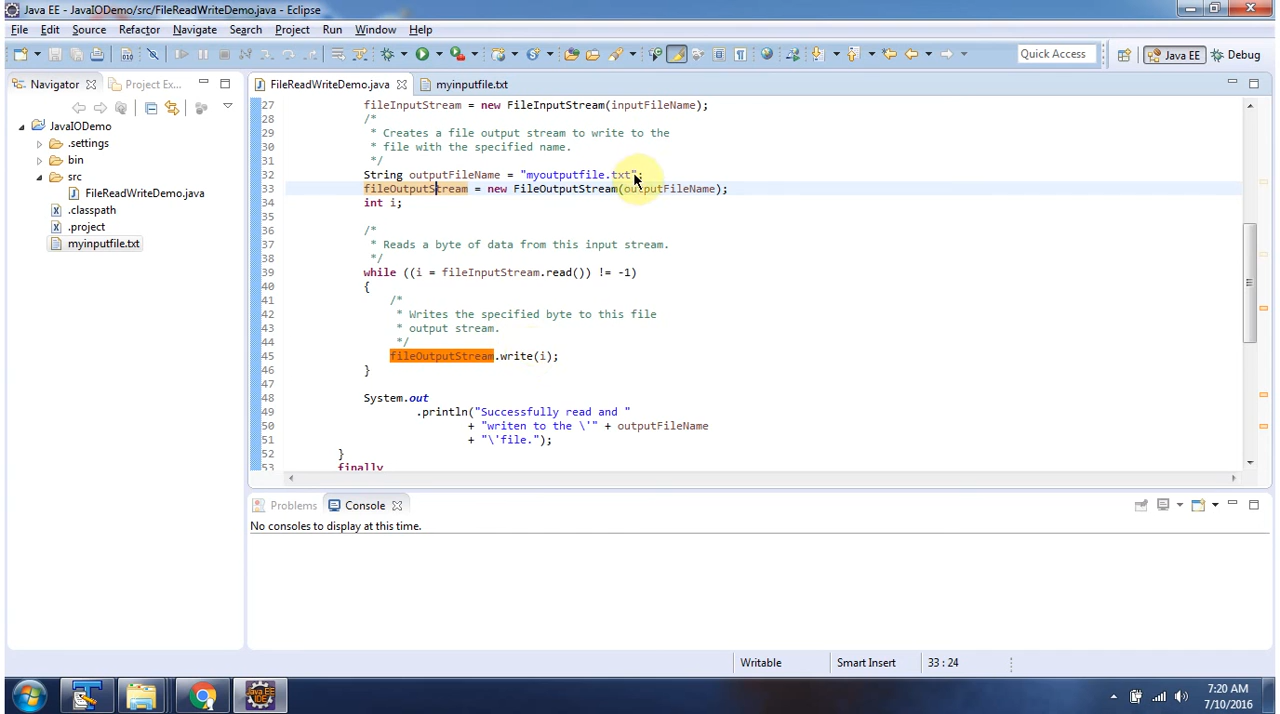 Java EE - JavaIODemo/src/FileReadWriteDemo.java - Eclipse
File Edit Source Refactor Navigate Search Project Run Window Help
Quick Access Java EE Debug
Navigator Project Ex... FileReadWriteDemo.java myinputfile.txt
JavaIODemo
.settings
bin
src
FileReadWriteDemo.java
.classpath
.project
myinputfile.txt
27 fileInputStream = new FileInputStream(inputFileName);
28 /*
29 * Creates a file output stream to write to the
30 * file with the specified name.
31 */
32 String outputFileName = "myoutputfile.txt";
33 fileOutputStream = new FileOutputStream(outputFileName);
34 int i;
35
36 /*
37 * Reads a byte of data from this input stream.
38 */
39 while ((i = fileInputStream.read()) != -1)
40 {
41 /*
42 * Writes the specified byte to this file
43 * output stream.
44 */
45 fileOutputStream.write(i);
46 }
47
48 System.out
49 .println("Successfully read and "
50 + "writen to the \'" + outputFileName
51 + "\'file.");
52 }
53 finally
Problems Console
No consoles to display at this time.
Writable Smart Insert 33 : 24
Java EE IDE
7:20 AM
7/10/2016